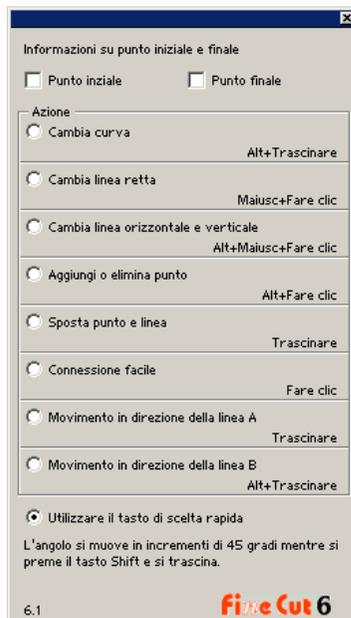 Informazioni su punto iniziale e finale
Punto inziale
Punto finale
Azione
Cambia curva
Alt+Trascinare
Cambia linea retta
Maiusc+Fare clic
Cambia linea orizzontale e verticale
Alt+Maiusc+Fare clic
Aggiungi o elimina punto
Alt+Fare clic
Sposta punto e linea
Trascinare
Connessione facile
Fare clic
Movimento in direzione della linea A
Trascinare
Movimento in direzione della linea B
Alt+Trascinare
Utilizzare il tasto di scelta rapida
L'angolo si muove in incrementi di 45 gradi mentre si
preme il tasto Shift e si trascina.
6.1
Fine Cut 6